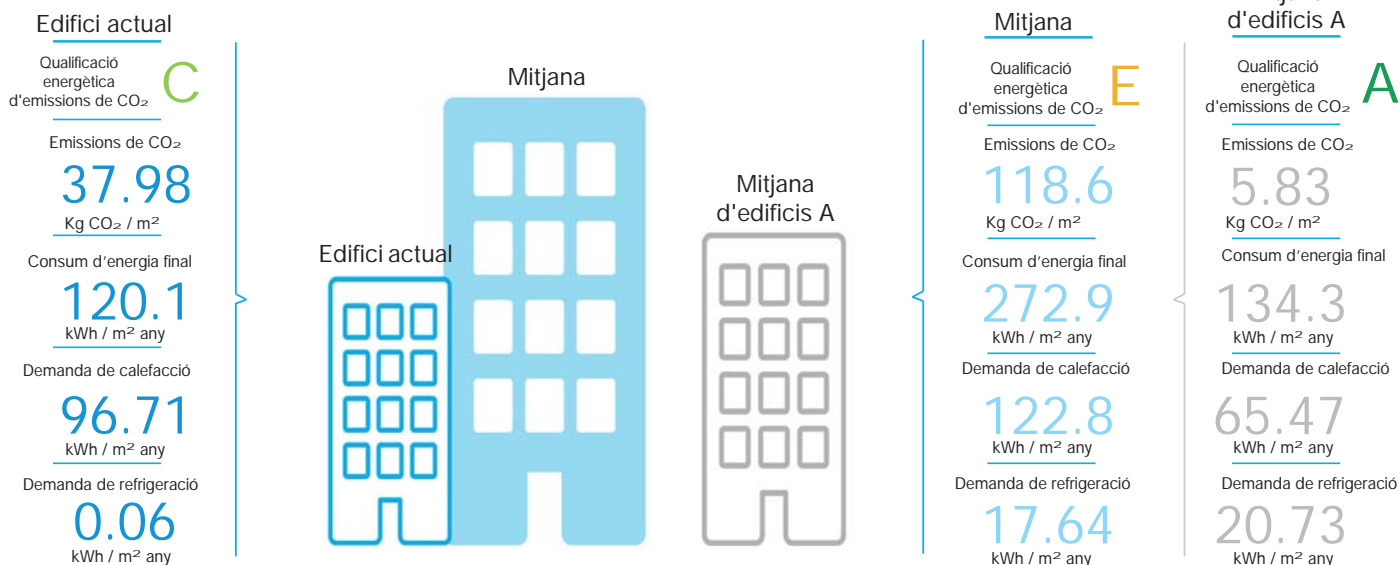 Edifici actual
Qualificació
energètica
d'emissions de CO₂
C
Emissions de CO₂
37.98
Kg CO₂ / m²
Consum d’energia final
120.1
kWh / m² any
Demanda de calefacció
96.71
kWh / m² any
Demanda de refrigeració
0.06
kWh / m² any
Mitjana
Edifici actual
Mitjana
d'edificis A
Mitjana
Qualificació
energètica
d'emissions de CO₂
E
Emissions de CO₂
118.6
Kg CO₂ / m²
Consum d’energia final
272.9
kWh / m² any
Demanda de calefacció
122.8
kWh / m² any
Demanda de refrigeració
17.64
kWh / m² any
d'edificis A
Qualificació
energètica
d'emissions de CO₂
A
Emissions de CO₂
5.83
Kg CO₂ / m²
Consum d’energia final
134.3
kWh / m² any
Demanda de calefacció
65.47
kWh / m² any
Demanda de refrigeració
20.73
kWh / m² any